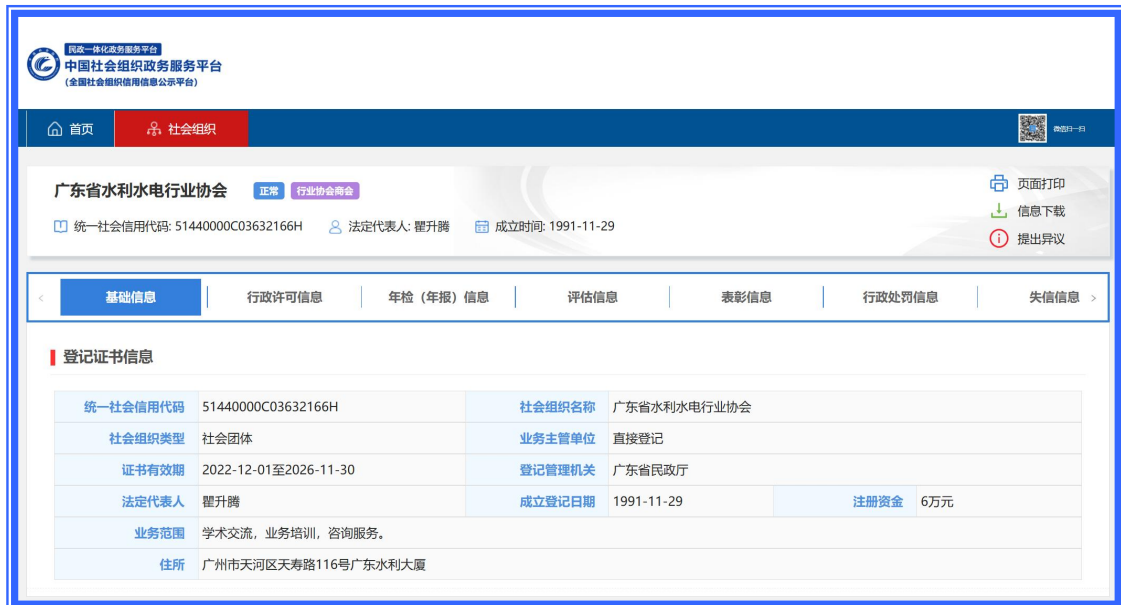 民政一体化政务服务平台
中国社会组织政务服务平台
(全国社会组织信用信息公示平台)
首页 社会组织 微信扫一扫
广东省水利水电行业协会 正常 行业协会商会
统一社会信用代码: 51440000C03632166H 法定代表人: 瞿升腾 成立时间: 1991-11-29
页面打印
信息下载
提出异议
< 基础信息 行政许可信息 年检（年报）信息 评估信息 表彰信息 行政处罚信息 失信信息 >
登记证书信息
统一社会信用代码 51440000C03632166H 社会组织名称 广东省水利水电行业协会
社会组织类型 社会团体 业务主管单位 直接登记
证书有效期 2022-12-01至2026-11-30 登记管理机关 广东省民政厅
法定代表人 瞿升腾 成立登记日期 1991-11-29 注册资金 6万元
业务范围 学术交流，业务培训，咨询服务。
住所 广州市天河区天寿路116号广东水利大厦